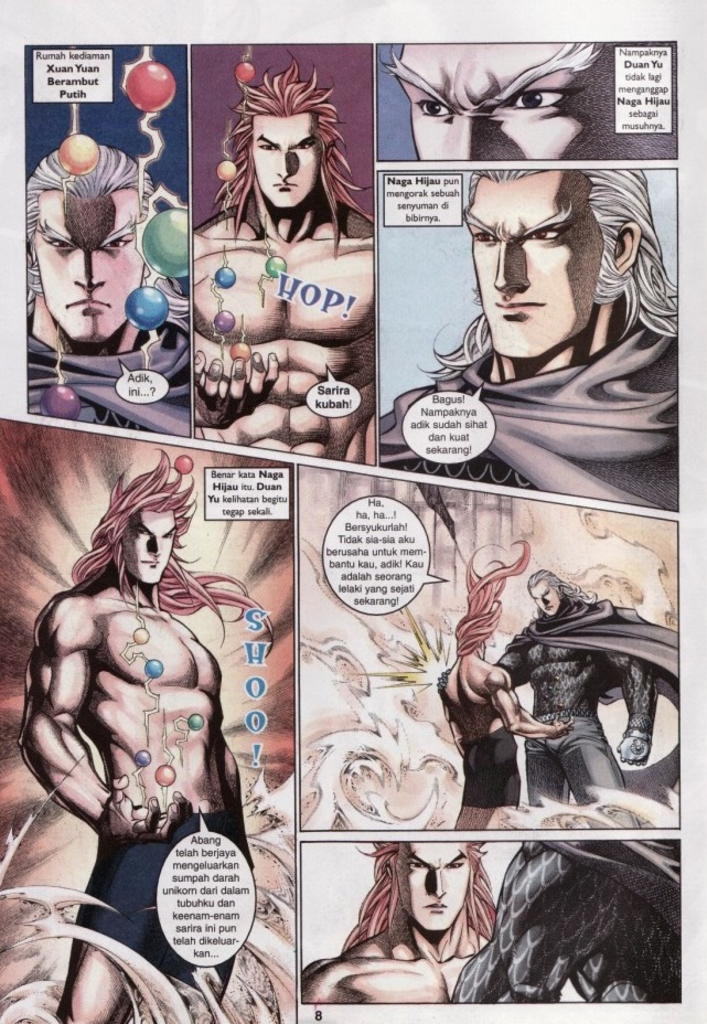 Rumah kediaman
Xuan Yuan
Berambut
Putih
Adik,
ini...?
HOP!
Sarira
kubah!
Nampaknya
Duan Yu
tidak lagi
menganggap
Naga Hijau
sebagai
musuhnya.
Naga Hijau pun
mengorak sebuah
senyuman di
bibirnya.
Bagus!
Nampaknya
adik sudah sihat
dan kuat
sekarang!
Benar kata Naga
Hijau itu. Duan
Yu kelihatan begitu
tegap sekali.
SHOO!
Abang
telah berjaya
mengeluarkan
sumpah darah
unikorn dari dalam
tubuhku dan
keenam-enam
sarira ini pun
telah dikeluar-
kan...
Ha,
ha, ha...!
Bersyukurlah!
Tidak sia-sia aku
berusaha untuk mem-
bantu kau, adik! Kau
adalah seorang
lelaki yang sejati
sekarang!
8